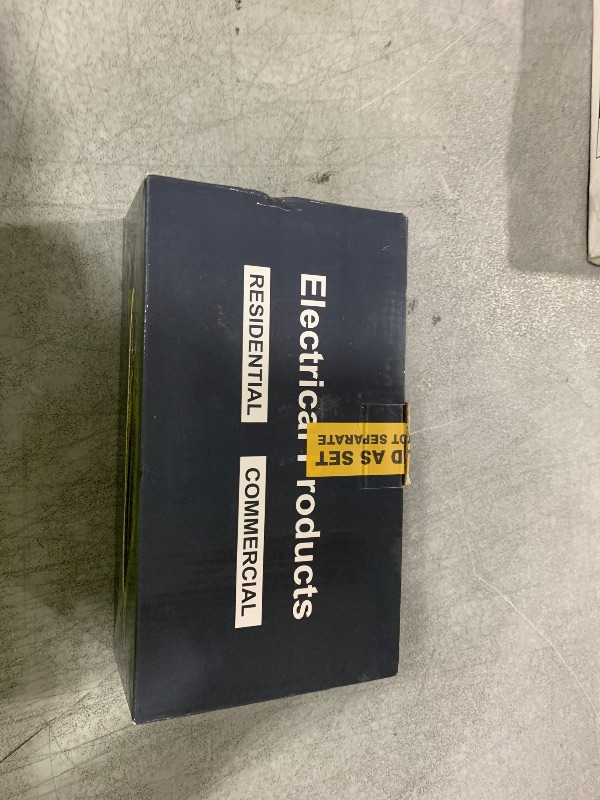 Electrical Products
RESIDENTIAL COMMERCIAL
AS SET
SEPARATE